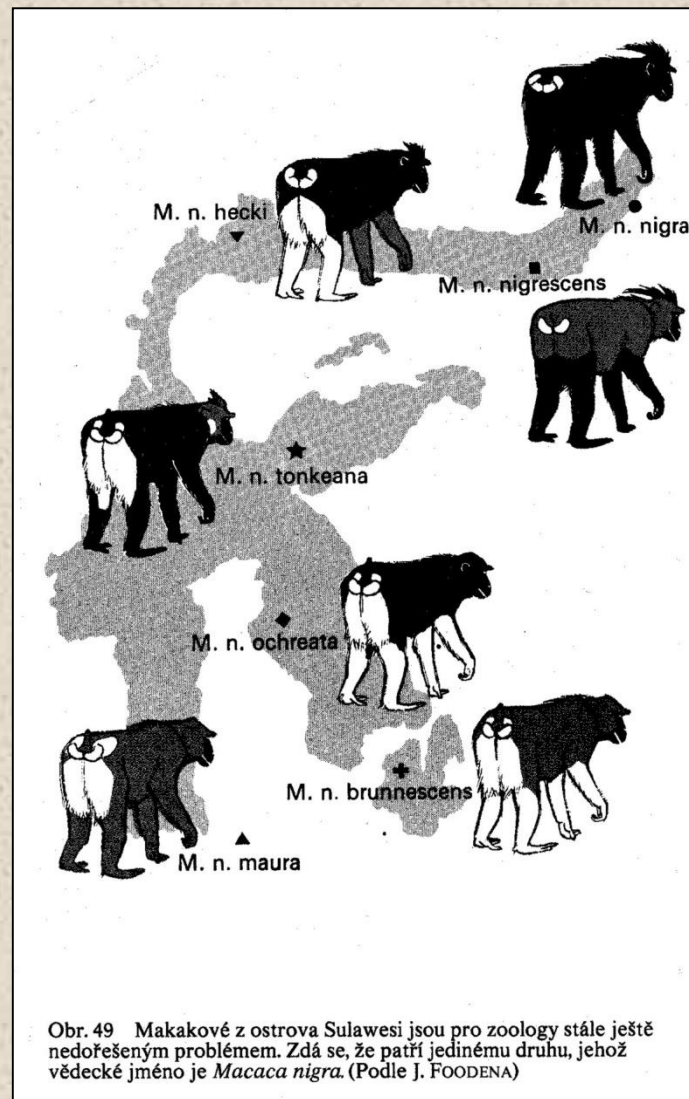 M. n. hecki
M. n. nigra
M. n. nigrescens
M. n. tonkeana
M. n. ochreata
M. n. brunnescens
M. n. maura
Obr. 49 Makakové z ostrova Sulawesi jsou pro zoology stále ještě
nedořešeným problémem. Zdá se, že patří jedinému druhu, jehož
vědecké jméno je Macaca nigra. (Podle J. FOODENA)